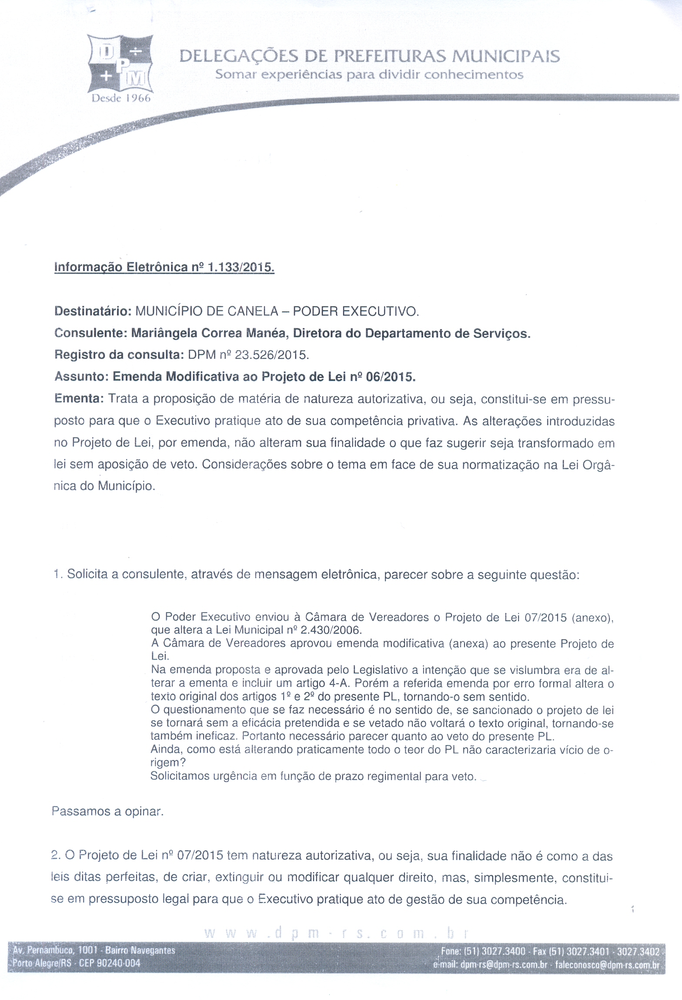 D ÷
P
+ M
Desde 1966
DELEGAÇÕES DE PREFEITURAS MUNICIPAIS
Somar experiências para dividir conhecimentos
Informação Eletrônica nº 1.133/2015.
Destinatário: MUNICÍPIO DE CANELA – PODER EXECUTIVO.
Consulente: Mariângela Correa Manéa, Diretora do Departamento de Serviços.
Registro da consulta: DPM nº 23.526/2015.
Assunto: Emenda Modificativa ao Projeto de Lei nº 06/2015.
Ementa: Trata a proposição de matéria de natureza autorizativa, ou seja, constitui-se em pressu-
posto para que o Executivo pratique ato de sua competência privativa. As alterações introduzidas
no Projeto de Lei, por emenda, não alteram sua finalidade o que faz sugerir seja transformado em
lei sem aposição de veto. Considerações sobre o tema em face de sua normatização na Lei Orgâ-
nica do Município.
1. Solicita a consulente, através de mensagem eletrônica, parecer sobre a seguinte questão:
O Poder Executivo enviou à Câmara de Vereadores o Projeto de Lei 07/2015 (anexo),
que altera a Lei Municipal nº 2.430/2006.
A Câmara de Vereadores aprovou emenda modificativa (anexa) ao presente Projeto de
Lei.
Na emenda proposta e aprovada pelo Legislativo a intenção que se vislumbra era de al-
terar a ementa e incluir um artigo 4-A. Porém a referida emenda por erro formal altera o
texto original dos artigos 1º e 2º do presente PL, tornando-o sem sentido.
O questionamento que se faz necessário é no sentido de, se sancionado o projeto de lei
se tornará sem a eficácia pretendida e se vetado não voltará o texto original, tornando-se
também ineficaz. Portanto necessário parecer quanto ao veto do presente PL.
Ainda, como está alterando praticamente todo o teor do PL não caracterizaria vício de o-
rigem?
Solicitamos urgência em função de prazo regimental para veto.
Passamos a opinar.
2. O Projeto de Lei nº 07/2015 tem natureza autorizativa, ou seja, sua finalidade não é como a das
leis ditas perfeitas, de criar, extinguir ou modificar qualquer direito, mas, simplesmente, constitui-
se em pressuposto legal para que o Executivo pratique ato de gestão de sua competência.
1
www.dpm-rs.com.br
Av. Pernambuco, 1001 - Bairro Navegantes
Porto Alegre/RS - CEP 90240-004
Fone: (51) 3027.3400 - Fax (51) 3027.3401 - 3027.3402
e-mail: dpm-rs@dpm-rs.com.br - faleconosco@dpm-rs.com.br